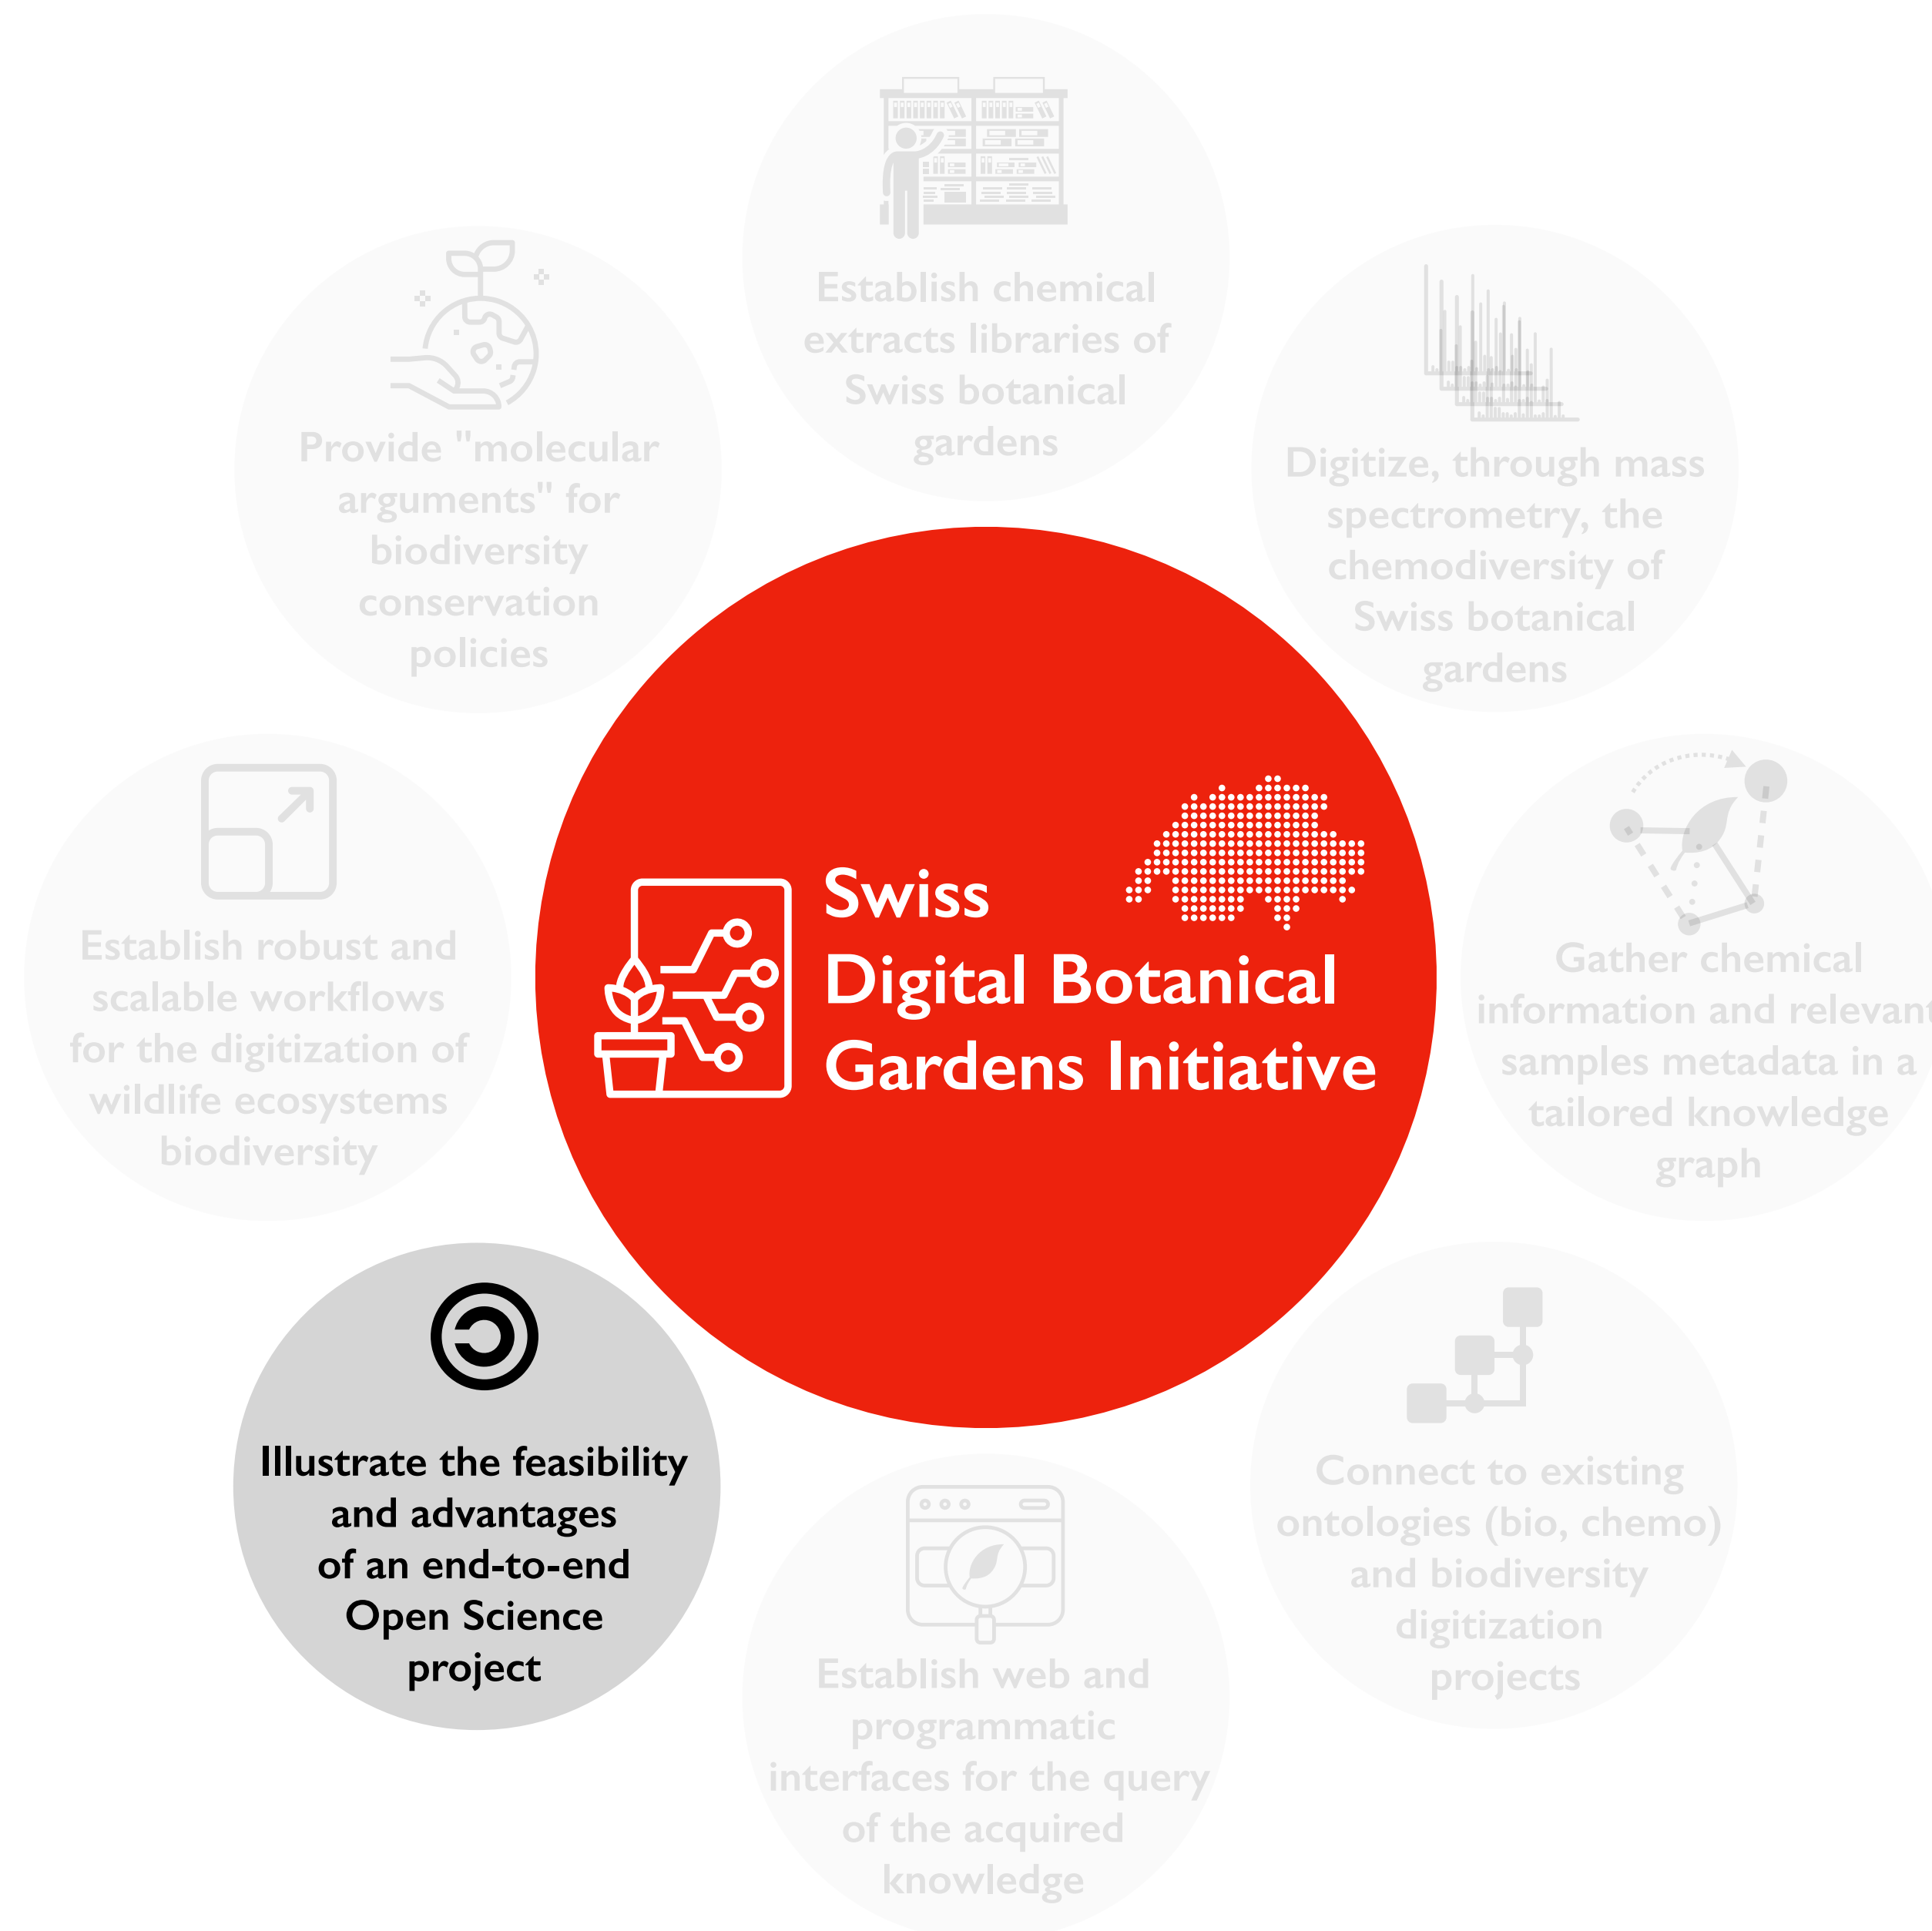 Establish chemical
extracts libraries of
Swiss botanical
gardens
Provide "molecular
arguments" for
biodiversity
conservation
policies
Digitize, through mass
spectrometry, the
chemodiversity of
Swiss botanical
gardens
Swiss
Digital Botanical
Gardens Initiative
Establish robust and
scalable workflows
for the digitization of
wildlife ecosystems
biodiversity
Gather chemical
information and relevant
samples metadata in a
tailored knowledge
graph
Illustrate the feasibility
and advantages
of an end-to-end
Open Science
project
Connect to existing
ontologies (bio, chemo)
and biodiversity
digitization
projects
Establish web and
programmatic
interfaces for the query
of the acquired
knowledge